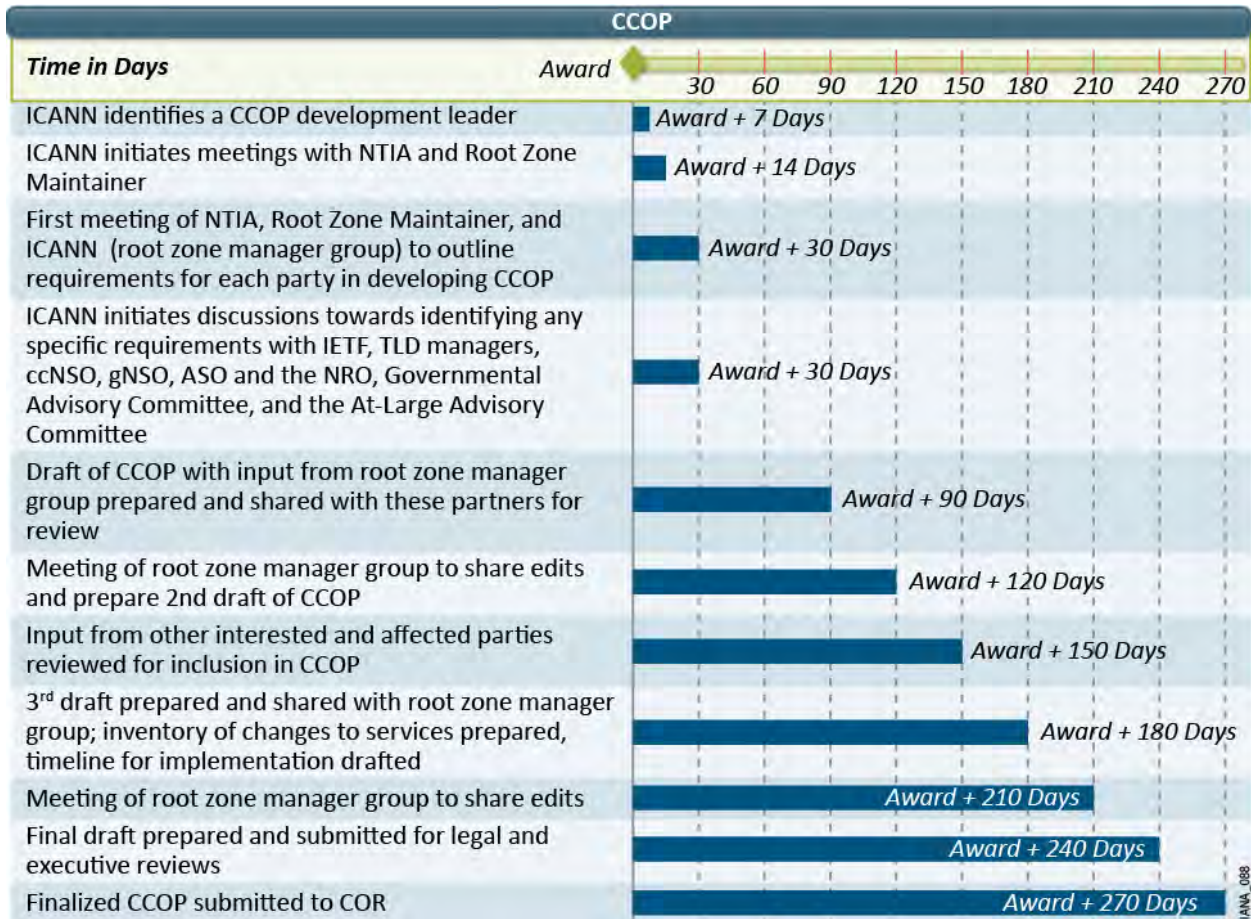 CCOP
Time in Days
Award
30 60 90 120 150 180 210 240 270
ICANN identifies a CCOP development leader
Award + 7 Days
ICANN initiates meetings with NTIA and Root Zone
Maintainer
Award + 14 Days
First meeting of NTIA, Root Zone Maintainer, and
ICANN (root zone manager group) to outline
requirements for each party in developing CCOP
Award + 30 Days
ICANN initiates discussions towards identifying any
specific requirements with IETF, TLD managers,
ccNSO, gNSO, ASO and the NRO, Governmental
Advisory Committee, and the At-Large Advisory
Committee
Award + 30 Days
Draft of CCOP with input from root zone manager
group prepared and shared with these partners for
review
Award + 90 Days
Meeting of root zone manager group to share edits
and prepare 2nd draft of CCOP
Award + 120 Days
Input from other interested and affected parties
reviewed for inclusion in CCOP
Award + 150 Days
3rd draft prepared and shared with root zone manager
group; inventory of changes to services prepared,
timeline for implementation drafted
Award + 180 Days
Meeting of root zone manager group to share edits
Award + 210 Days
Final draft prepared and submitted for legal and
executive reviews
Award + 240 Days
Finalized CCOP submitted to COR
Award + 270 Days